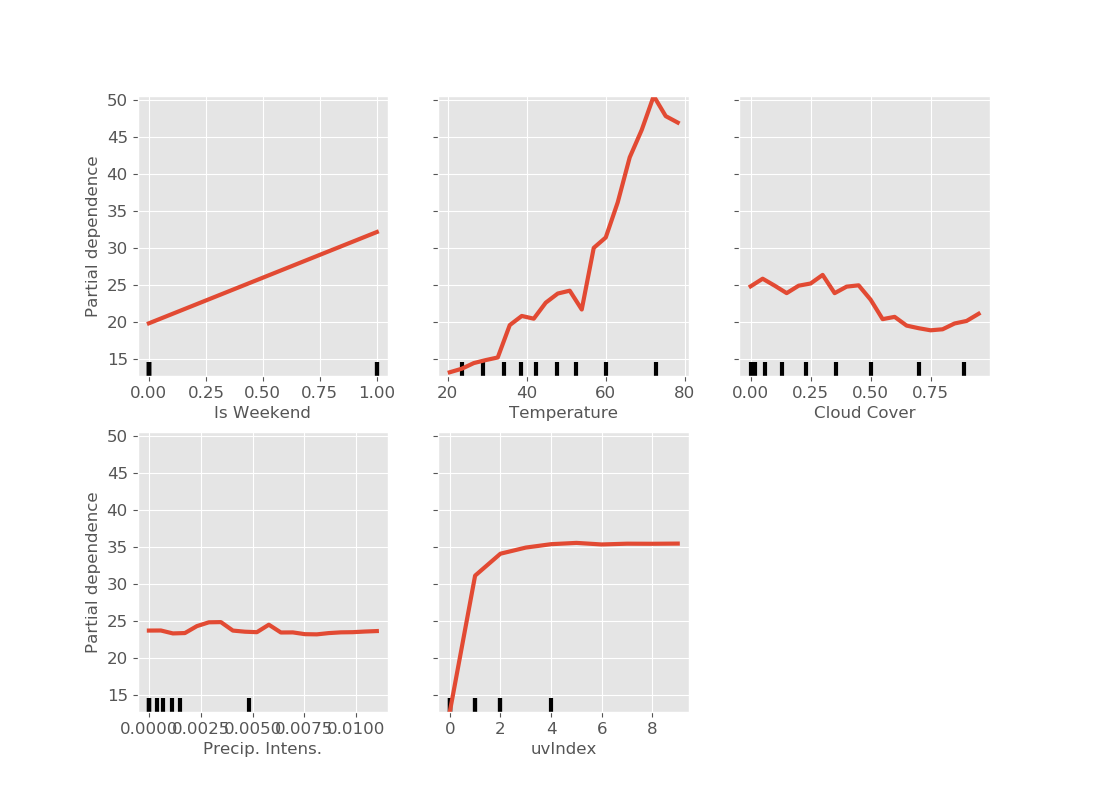 50
45
40
35
30
25
20
15
Partial dependence
0.00 0.25 0.50 0.75 1.00
Is Weekend
20 40 60 80
Temperature
0.00 0.25 0.50 0.75
Cloud Cover
50
45
40
35
30
25
20
15
Partial dependence
0.0000 0.0025 0.0050 0.0075 0.0100
Precip. Intens.
0 2 4 6 8
uvIndex